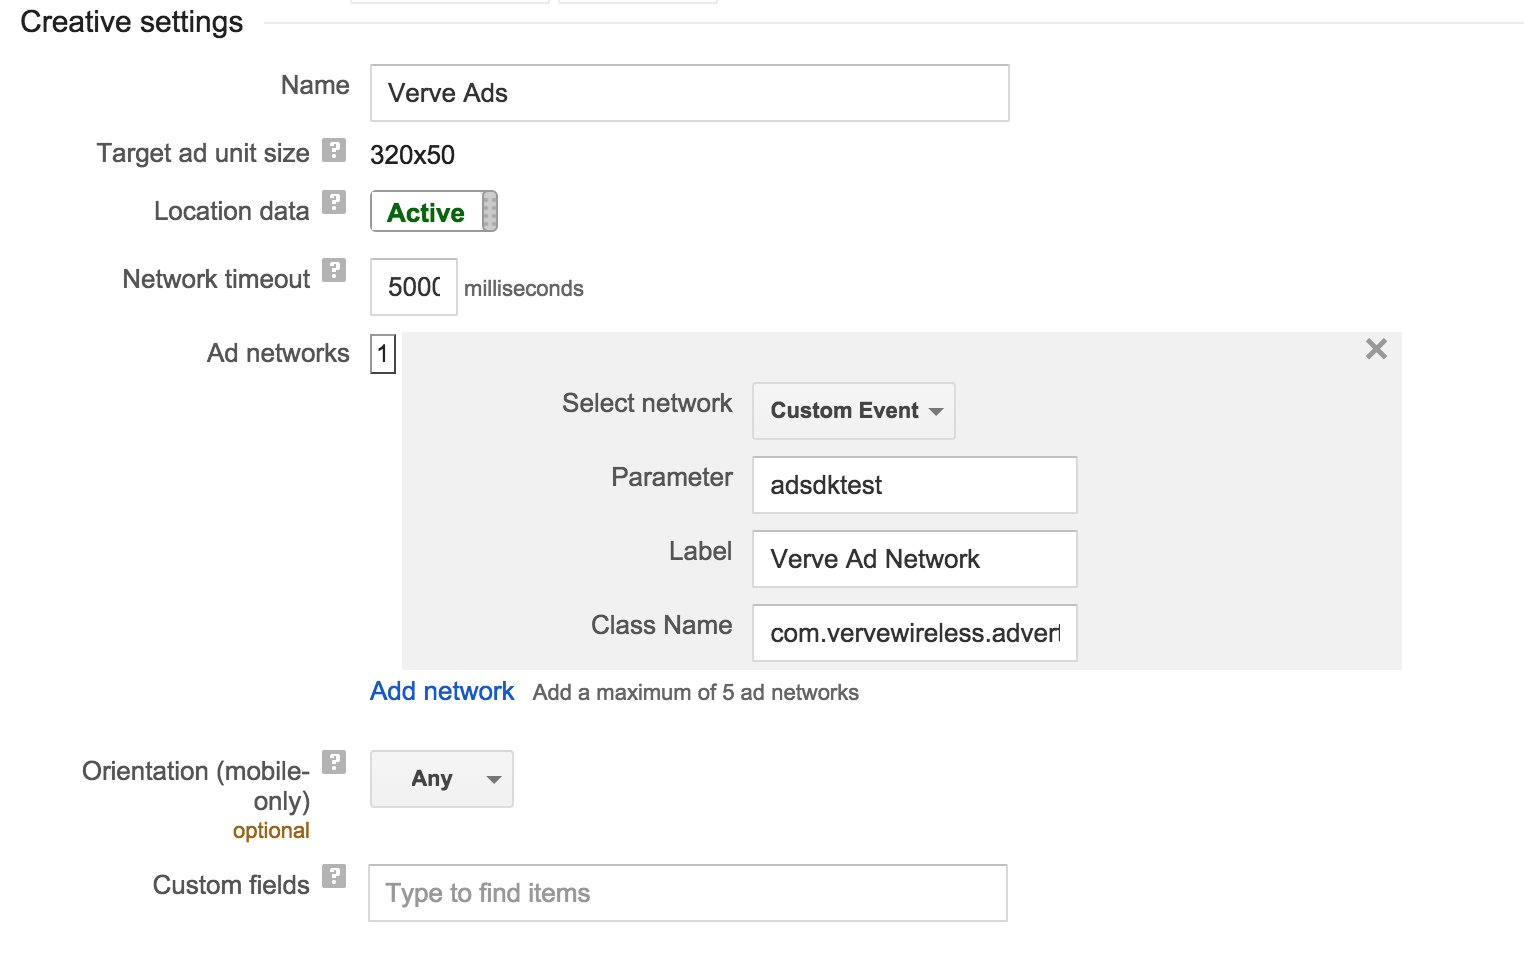 Creative settings
Name
Verve Ads
Target ad unit size ? 320x50
Location data ? Active
Network timeout ? 5000 milliseconds
Ad networks 1
Select network Custom Event
Parameter adsdktest
Label Verve Ad Network
Class Name com.vervewireless.advert
Add network Add a maximum of 5 ad networks
Orientation (mobile- ? Any
only)
optional
Custom fields ? Type to find items